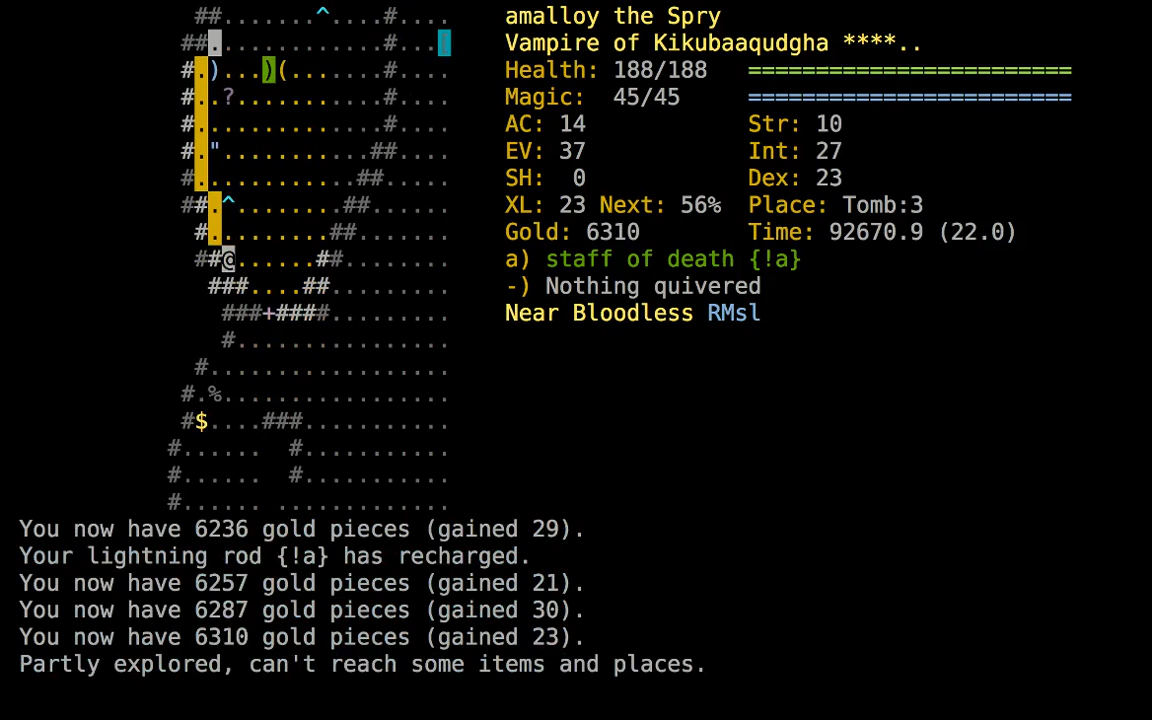 ##.......^....#.... amalloy the Spry
##.............#...( Vampire of Kikubaaqudgha ****..
#.)...)(.......#.... Health: 188/188 ========================
#..?...........#.... Magic: 45/45 ========================
#..............#.... AC: 14 Str: 10
#."...........##.... EV: 37 Int: 27
#............##..... SH: 0 Dex: 23
##.^........##...... XL: 23 Next: 56% Place: Tomb:3
#.........##....... Gold: 6310 Time: 92670.9 (22.0)
##@......##........ a) staff of death {!a}
###....##......... -) Nothing quivered
###+####......... Near Bloodless RMsl
#................
#..................
#.%.................
#$....###...........
#...... #...........
#...... #...........
#...... .............
You now have 6236 gold pieces (gained 29).
Your lightning rod {!a} has recharged.
You now have 6257 gold pieces (gained 21).
You now have 6287 gold pieces (gained 30).
You now have 6310 gold pieces (gained 23).
Partly explored, can't reach some items and places.